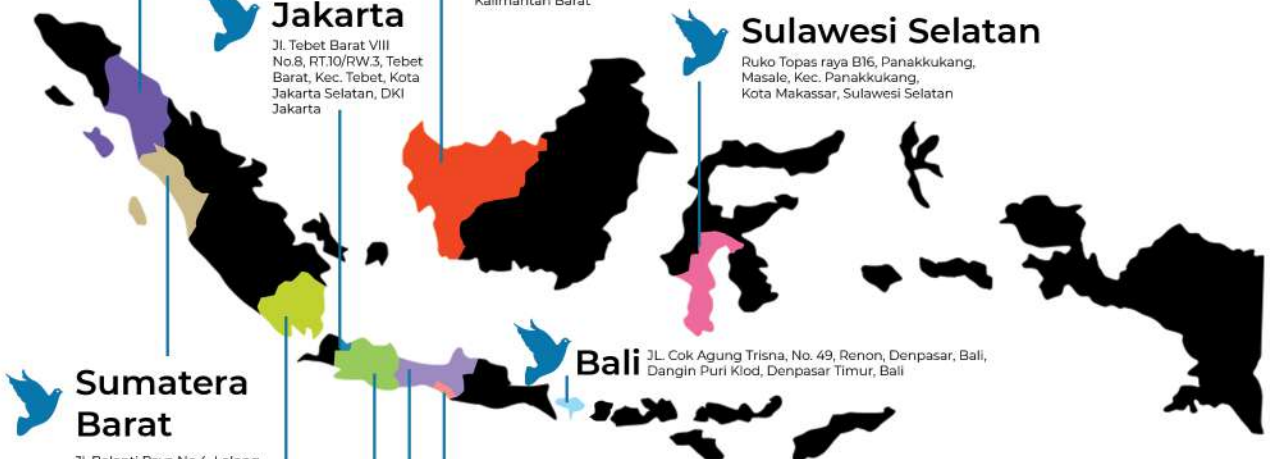 Kalimantan Barat
Jakarta
Jl. Tebet Barat VIII
No.8, RT.10/RW.3, Tebet
Barat, Kec. Tebet, Kota
Jakarta Selatan, DKI
Jakarta
Sulawesi Selatan
Ruko Topas raya B16, Panakkukang,
Masale, Kec. Panakkukang,
Kota Makassar, Sulawesi Selatan
Bali
JL. Cok Agung Trisna, No. 49, Renon, Denpasar, Bali,
Dangin Puri Klod, Denpasar Timur, Bali
Sumatera
Barat